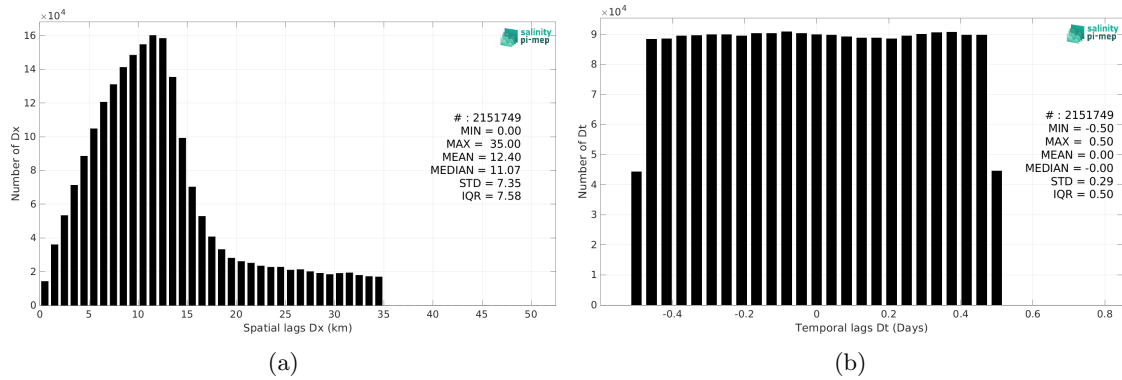 ×10⁴
salinity
pi-mep
16
14
12
10
8
6
4
2
0
Number of Dx
# : 2151749
MIN = 0.00
MAX = 35.00
MEAN = 12.40
MEDIAN = 11.07
STD = 7.35
IQR = 7.58
0 5 10 15 20 25 30 35 40 45 50
Spatial lags Dx (km)
(a)
×10⁴
salinity
pi-mep
9
8
7
6
5
4
3
2
1
0
Number of Dt
# : 2151749
MIN = -0.50
MAX = 0.50
MEAN = 0.00
MEDIAN = -0.00
STD = 0.29
IQR = 0.50
-0.4 -0.2 0 0.2 0.4 0.6 0.8
Temporal lags Dt (Days)
(b)